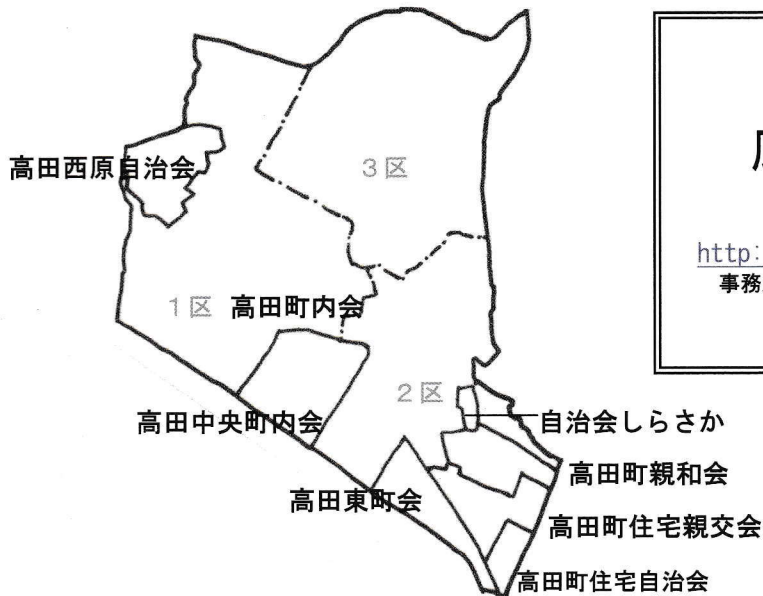 高田西原自治会
3区
1区
高田町内会
2区
高田中央町内会
自治会しらさか
高田東町会
高田町親和会
高田町住宅親交会
高田町住宅自治会
http:
事務